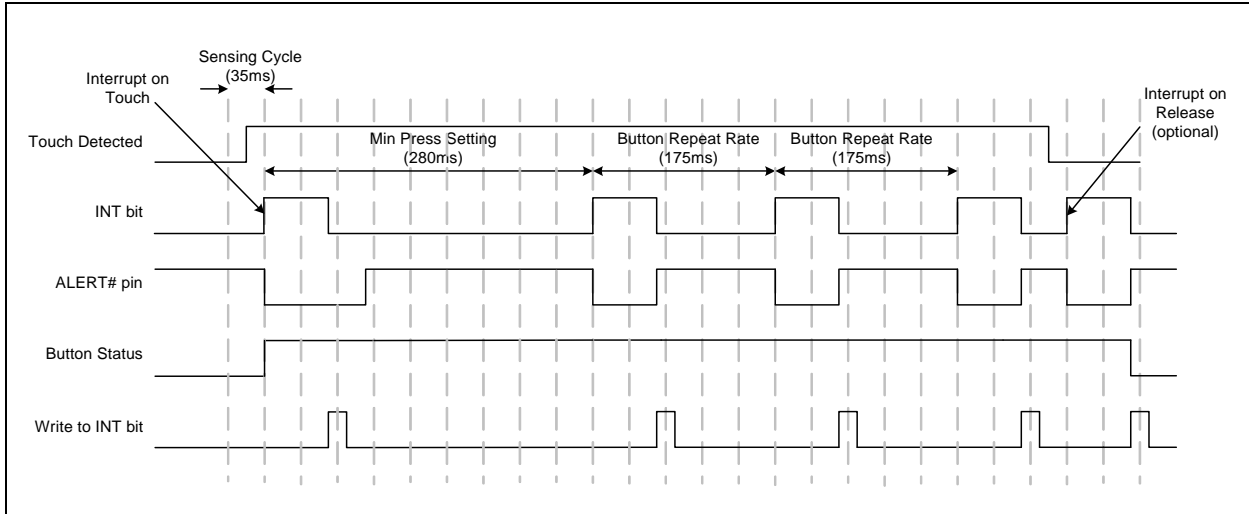 Sensing Cycle
(35ms)
Interrupt on
Touch
Interrupt on
Release
(optional)
Touch Detected
Min Press Setting
(280ms)
Button Repeat Rate
(175ms)
Button Repeat Rate
(175ms)
INT bit
ALERT# pin
Button Status
Write to INT bit